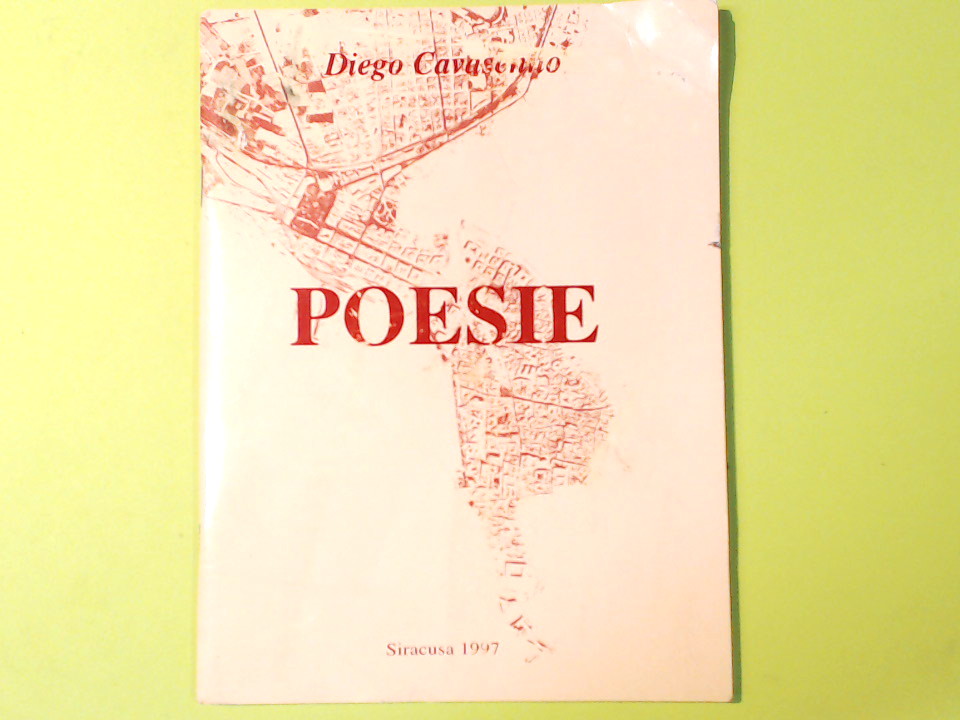 Diego
POESIE
Siracusa 1997